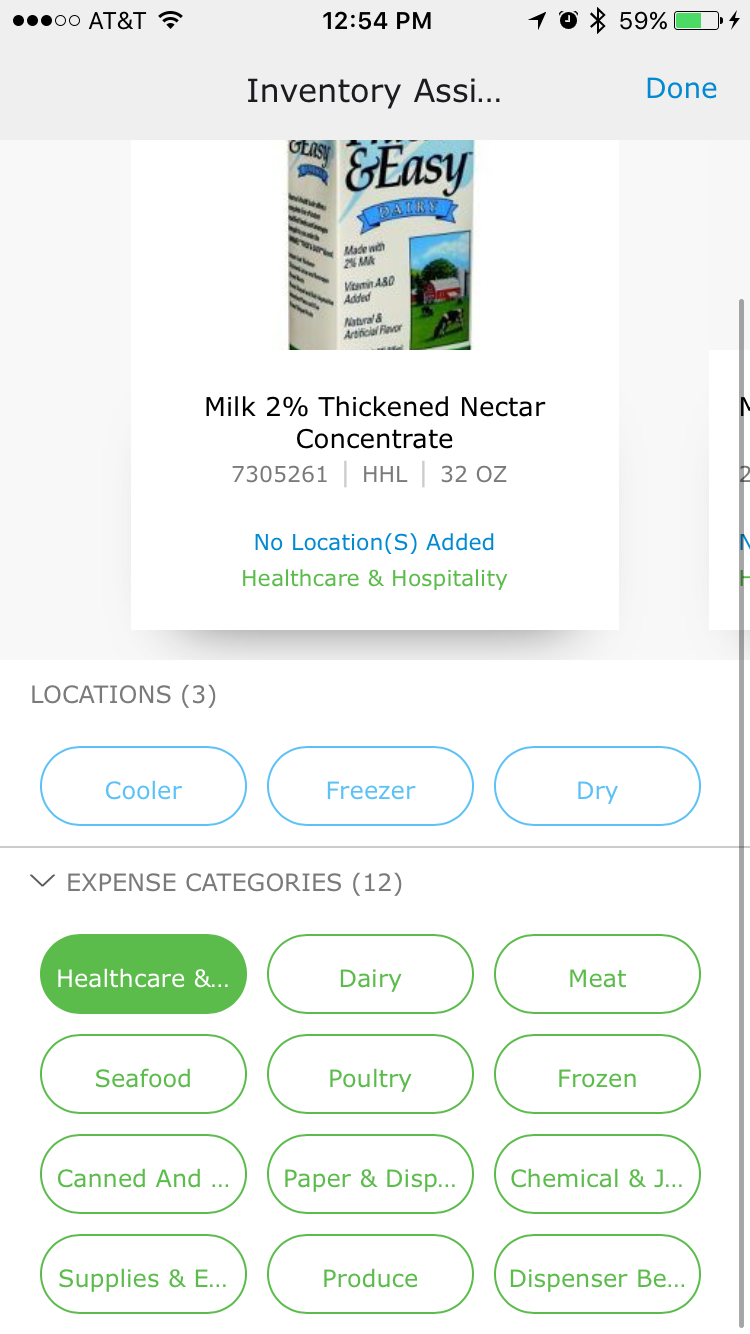 AT&T 12:54 PM 59%
Inventory Assi... Done
&Easy
&Easy
DAIRY
Made with
2% Milk
Vitamin A&D
Added
Natural &
Artificial Flavor
Milk 2% Thickened Nectar
Concentrate
7305261 | HHL | 32 OZ
No Location(S) Added
Healthcare & Hospitality
LOCATIONS (3)
Cooler Freezer Dry
EXPENSE CATEGORIES (12)
Healthcare &... Dairy Meat
Seafood Poultry Frozen
Canned And ... Paper & Disp... Chemical & J...
Supplies & E... Produce Dispenser Be...